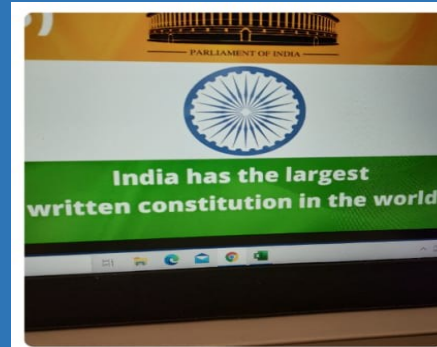 PARLIAMENT OF INDIA
India has the largest
written constitution in the world